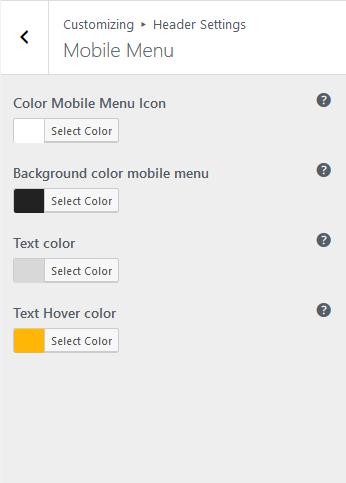 Customizing ▸ Header Settings
Mobile Menu
Color Mobile Menu Icon
Select Color
Background color mobile menu
Select Color
Text color
Select Color
Text Hover color
Select Color